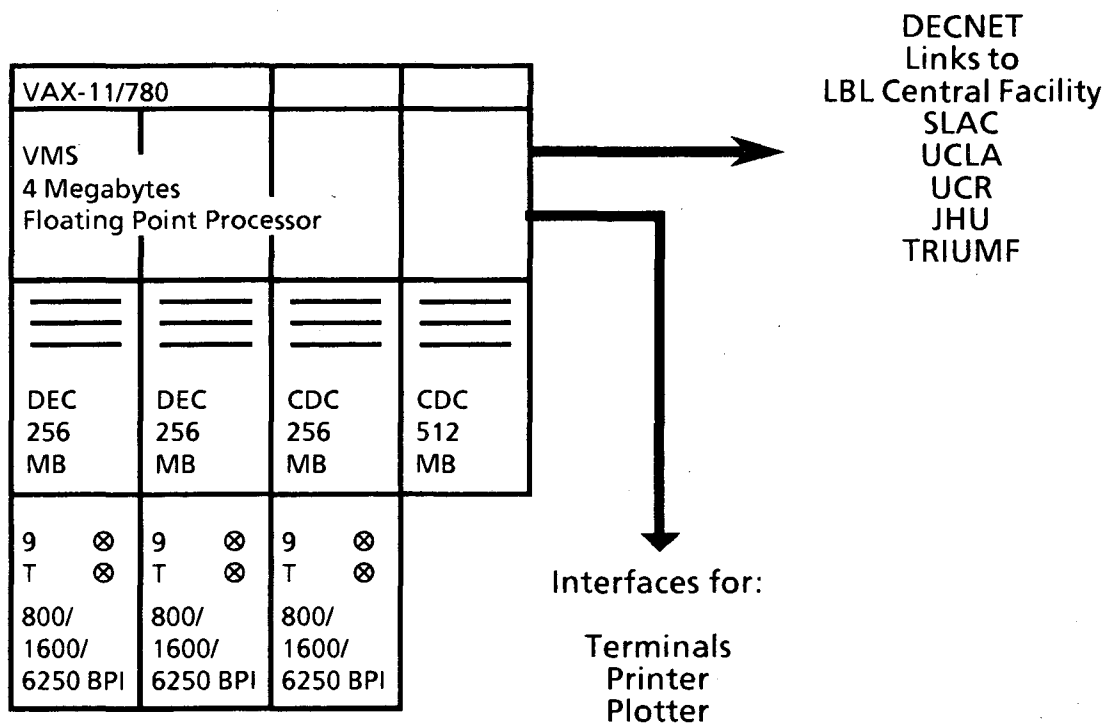 DECNET
Links to
LBL Central Facility
SLAC
UCLA
UCR
JHU
TRIUMF
VAX-11/780
VMS
4 Megabytes
Floating Point Processor
DEC
256
MB
DEC
256
MB
CDC
256
MB
CDC
512
MB
9
T
800/
1600/
6250 BPI
9
T
800/
1600/
6250 BPI
9
T
800/
1600/
6250 BPI
Interfaces for:
Terminals
Printer
Plotter